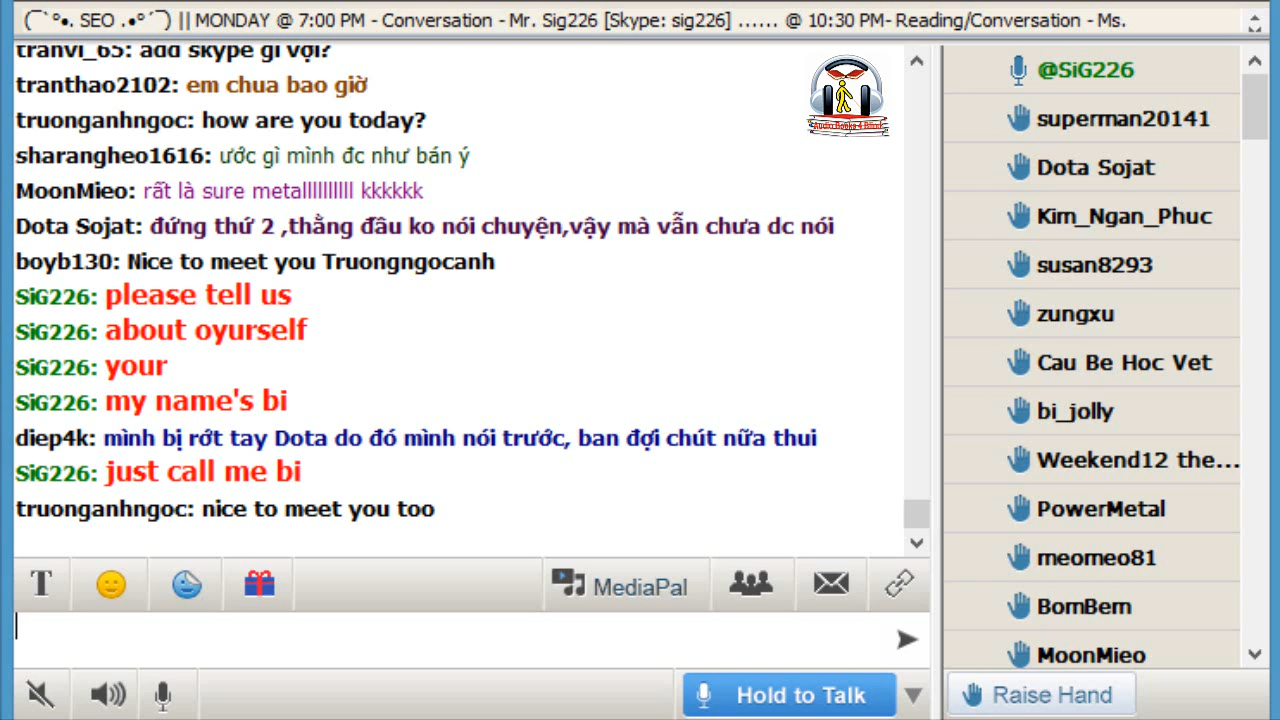 (¯`°•. SEO .•°´¯) || MONDAY @ 7:00 PM - Conversation - Mr. Sig226 [Skype: sig226] ...... @ 10:30 PM- Reading/Conversation - Ms.
tranvi_65: add skype gì vợi?
tranthao2102: em chua bao giờ
truonganhngoc: how are you today?
sharangheo1616: ước gì mình đc như bán ý
MoonMieo: rất là sure metallllllllll kkkkkk
Dota Sojat: đứng thứ 2 ,thằng đầu ko nói chuyện,vậy mà vẫn chưa dc nói
boyb130: Nice to meet you Truongngocanh
SiG226: please tell us
SiG226: about oyurself
SiG226: your
SiG226: my name's bi
diep4k: mình bị rớt tay Dota do đó mình nói trước, ban đợi chút nữa thui
SiG226: just call me bi
truonganhngoc: nice to meet you too
Audio Books 4 Blind
T
MediaPal
Hold to Talk
@SiG226
superman20141
Dota Sojat
Kim_Ngan_Phuc
susan8293
zungxu
Cau Be Hoc Vet
bi_jolly
Weekend12 the...
PowerMetal
meomeo81
BomBem
MoonMieo
Raise Hand